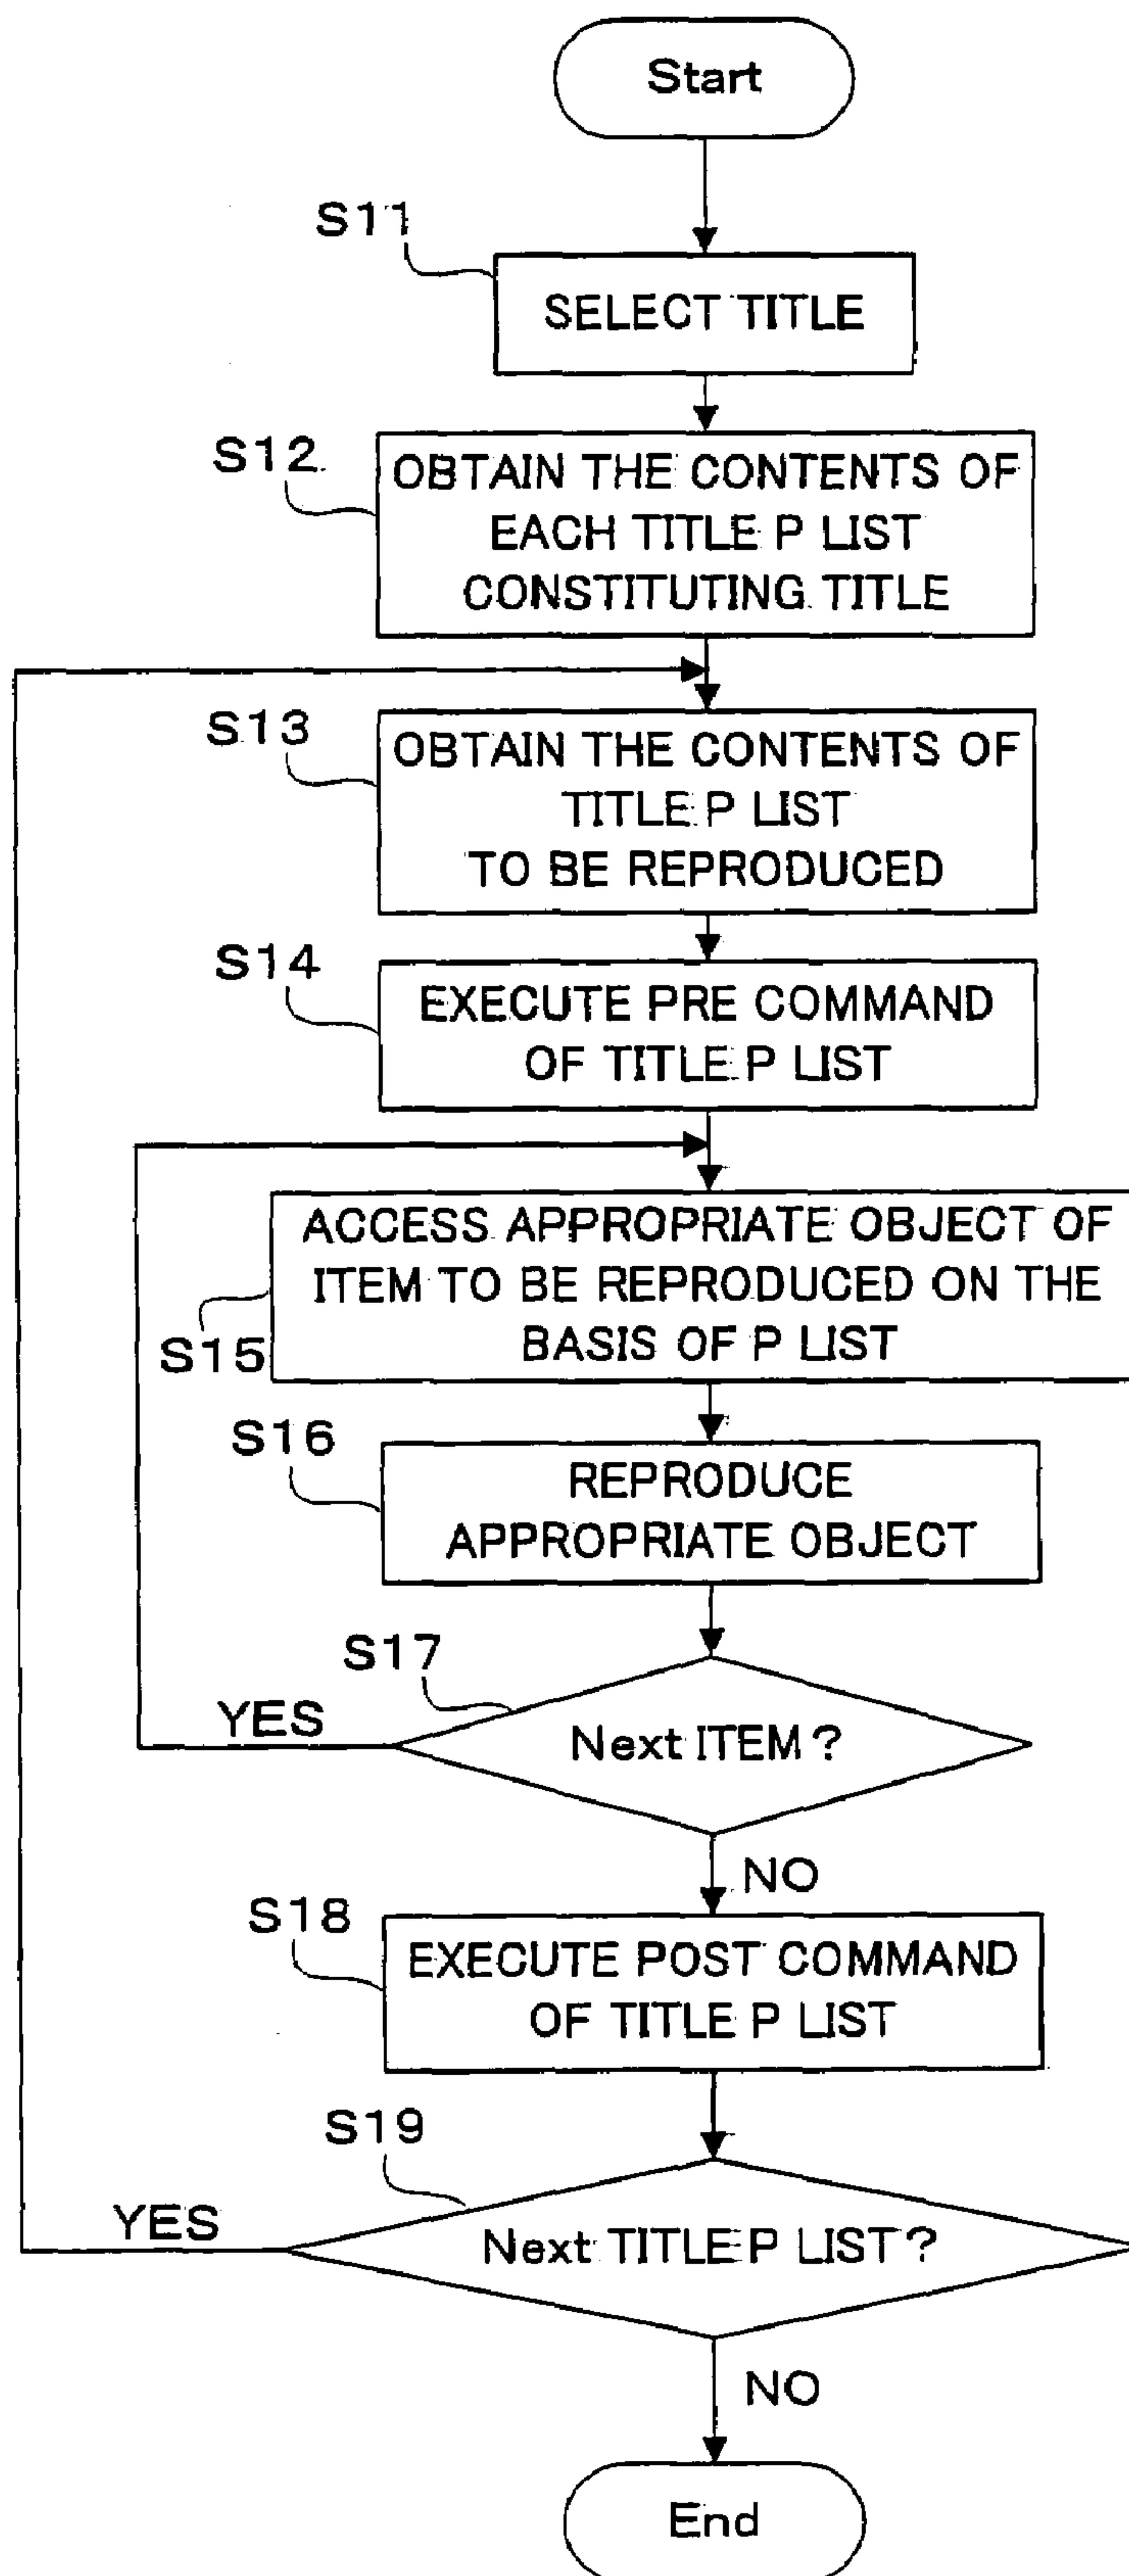 Start
S11
SELECT TITLE
S12
OBTAIN THE CONTENTS OF
EACH TITLE P LIST
CONSTITUTING TITLE
S13
OBTAIN THE CONTENTS OF
TITLE P LIST
TO BE REPRODUCED
S14
EXECUTE PRE COMMAND
OF TITLE P LIST
ACCESS APPROPRIATE OBJECT OF
ITEM TO BE REPRODUCED ON THE
BASIS OF P LIST
S15
S16
REPRODUCE
APPROPRIATE OBJECT
S17
YES
Next ITEM?
NO
S18
EXECUTE POST COMMAND
OF TITLE P LIST
S19
YES
Next TITLE P LIST?
NO
End